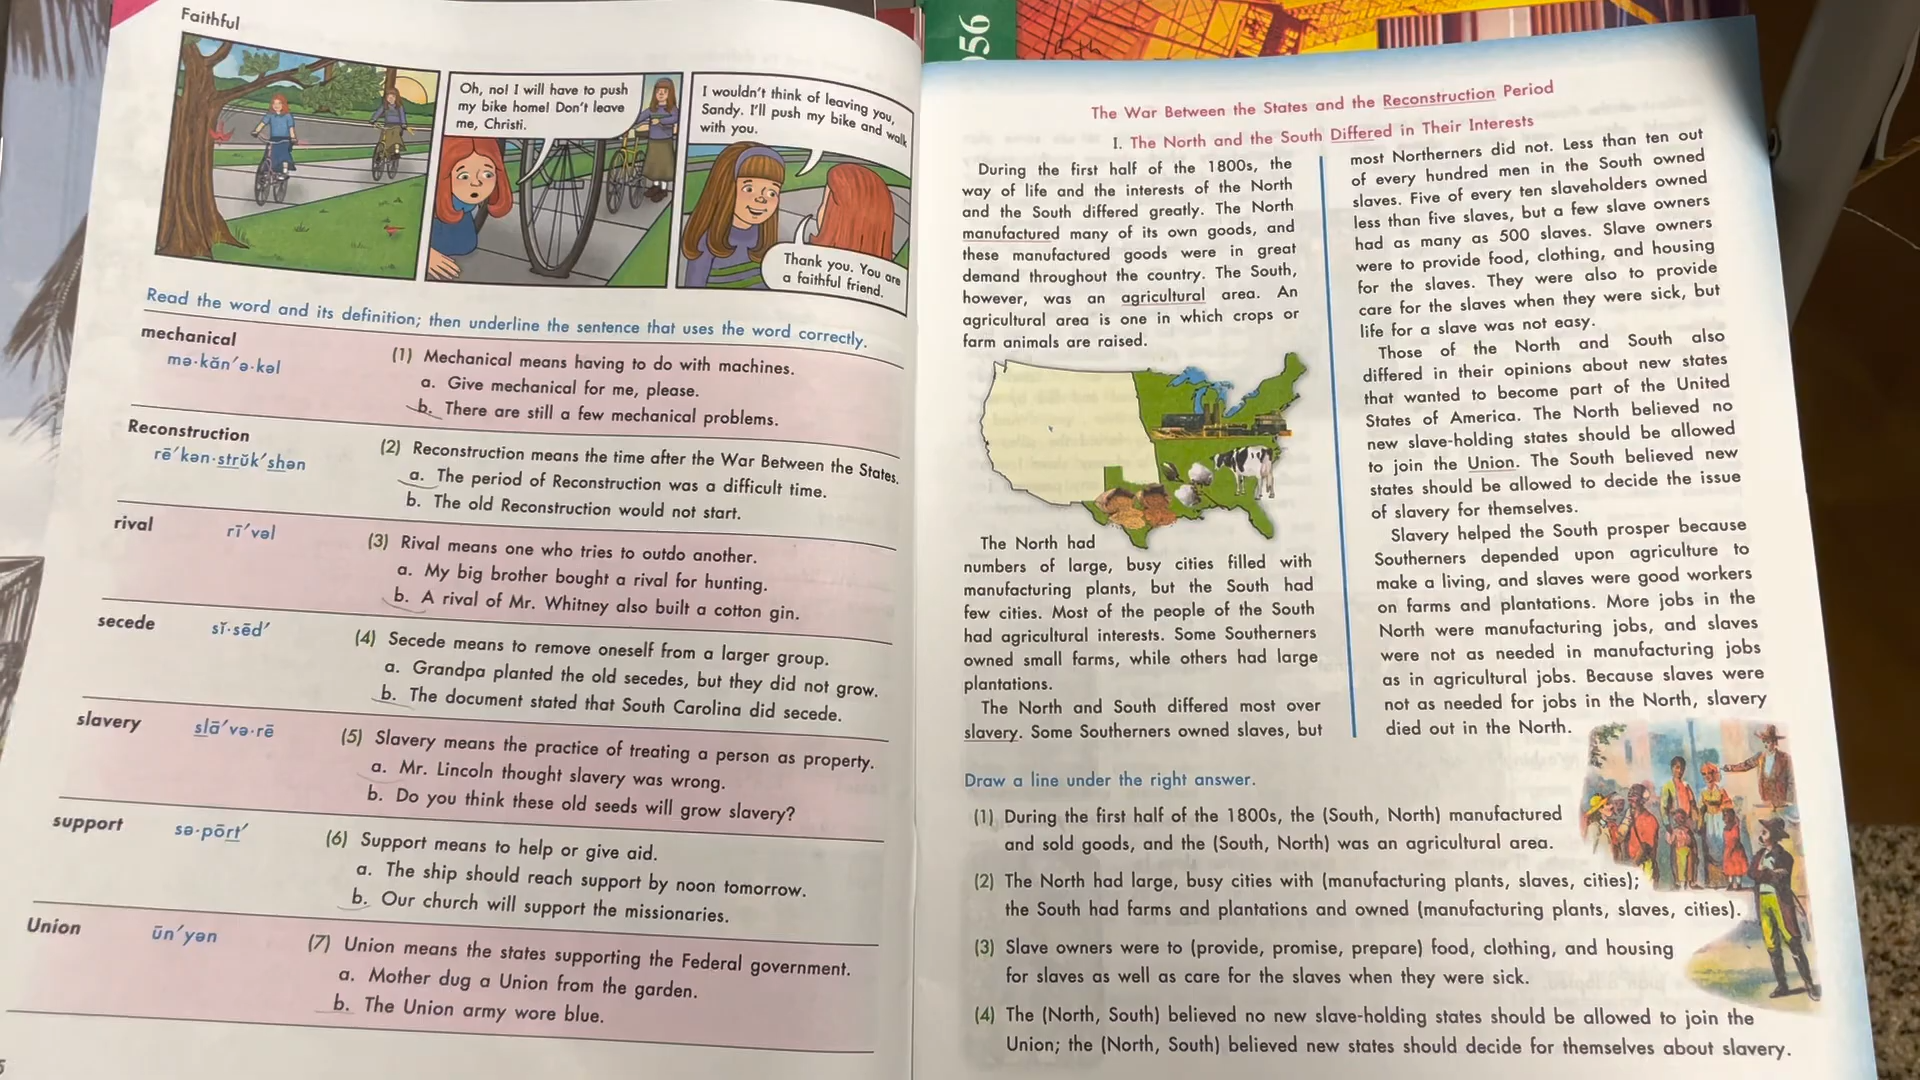 Faithful
Oh, no! I will have to push
my bike home! Don't leave
me, Christi.
I wouldn't think of leaving you,
Sandy. I'll push my bike and walk
with you.
Thank you. You are
a faithful friend.
Read the word and its definition; then underline the sentence that uses the word correctly.
mechanical
mə·kăn′ə·kəl
(1) Mechanical means having to do with machines.
a. Give mechanical for me, please.
b. There are still a few mechanical problems.
Reconstruction
rē′kən·strŭk′shən
(2) Reconstruction means the time after the War Between the States.
a. The period of Reconstruction was a difficult time.
b. The old Reconstruction would not start.
rival rī′vəl
(3) Rival means one who tries to outdo another.
a. My big brother bought a rival for hunting.
b. A rival of Mr. Whitney also built a cotton gin.
secede sĭ·sēd′
(4) Secede means to remove oneself from a larger group.
a. Grandpa planted the old secedes, but they did not grow.
b. The document stated that South Carolina did secede.
slavery slā′və·rē
(5) Slavery means the practice of treating a person as property.
a. Mr. Lincoln thought slavery was wrong.
b. Do you think these old seeds will grow slavery?
support sə·pōrt′
(6) Support means to help or give aid.
a. The ship should reach support by noon tomorrow.
b. Our church will support the missionaries.
Union ūn′yən
(7) Union means the states supporting the Federal government.
a. Mother dug a Union from the garden.
b. The Union army wore blue.
56
The War Between the States and the Reconstruction Period
I. The North and the South Differed in Their Interests
During the first half of the 1800s, the
way of life and the interests of the North
and the South differed greatly. The North
manufactured many of its own goods, and
these manufactured goods were in great
demand throughout the country. The South,
however, was an agricultural area. An
agricultural area is one in which crops or
farm animals are raised.
The North had
numbers of large, busy cities filled with
manufacturing plants, but the South had
few cities. Most of the people of the South
had agricultural interests. Some Southerners
owned small farms, while others had large
plantations.
The North and South differed most over
slavery. Some Southerners owned slaves, but
most Northerners did not. Less than ten out
of every hundred men in the South owned
slaves. Five of every ten slaveholders owned
less than five slaves, but a few slave owners
had as many as 500 slaves. Slave owners
were to provide food, clothing, and housing
for the slaves. They were also to provide
care for the slaves when they were sick, but
life for a slave was not easy.
Those of the North and South also
differed in their opinions about new states
that wanted to become part of the United
States of America. The North believed no
new slave-holding states should be allowed
to join the Union. The South believed new
states should be allowed to decide the issue
of slavery for themselves.
Slavery helped the South prosper because
Southerners depended upon agriculture to
make a living, and slaves were good workers
on farms and plantations. More jobs in the
North were manufacturing jobs, and slaves
were not as needed in manufacturing jobs
as in agricultural jobs. Because slaves were
not as needed for jobs in the North, slavery
died out in the North.
Draw a line under the right answer.
(1) During the first half of the 1800s, the (South, North) manufactured
and sold goods, and the (South, North) was an agricultural area.
(2) The North had large, busy cities with (manufacturing plants, slaves, cities);
the South had farms and plantations and owned (manufacturing plants, slaves, cities).
(3) Slave owners were to (provide, promise, prepare) food, clothing, and housing
for slaves as well as care for the slaves when they were sick.
(4) The (North, South) believed no new slave-holding states should be allowed to join the
Union; the (North, South) believed new states should decide for themselves about slavery.